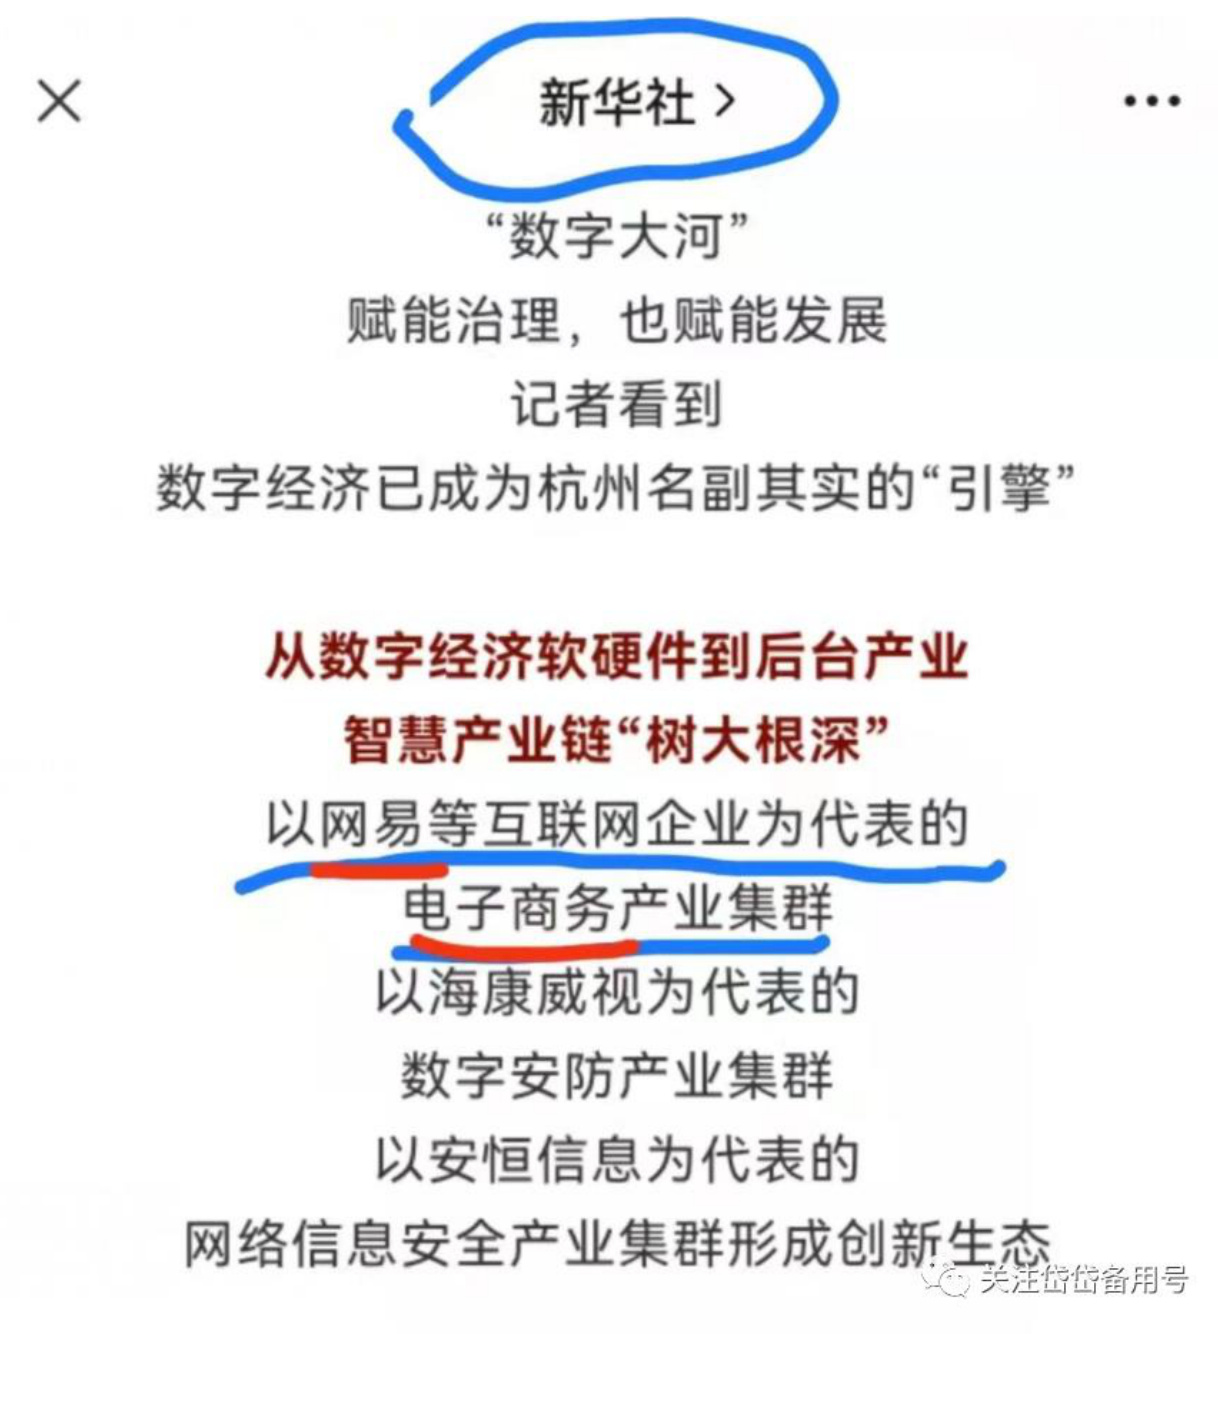 新华社 >
“数字大河”
赋能治理，也赋能发展
记者看到
数字经济已成为杭州名副其实的“引擎”
从数字经济软硬件到后台产业
智慧产业链“树大根深”
以网易等互联网企业为代表的
电子商务产业集群
以海康威视为代表的
数字安防产业集群
以安恒信息为代表的
网络信息安全产业集群形成创新生态
关注岱岱备用号